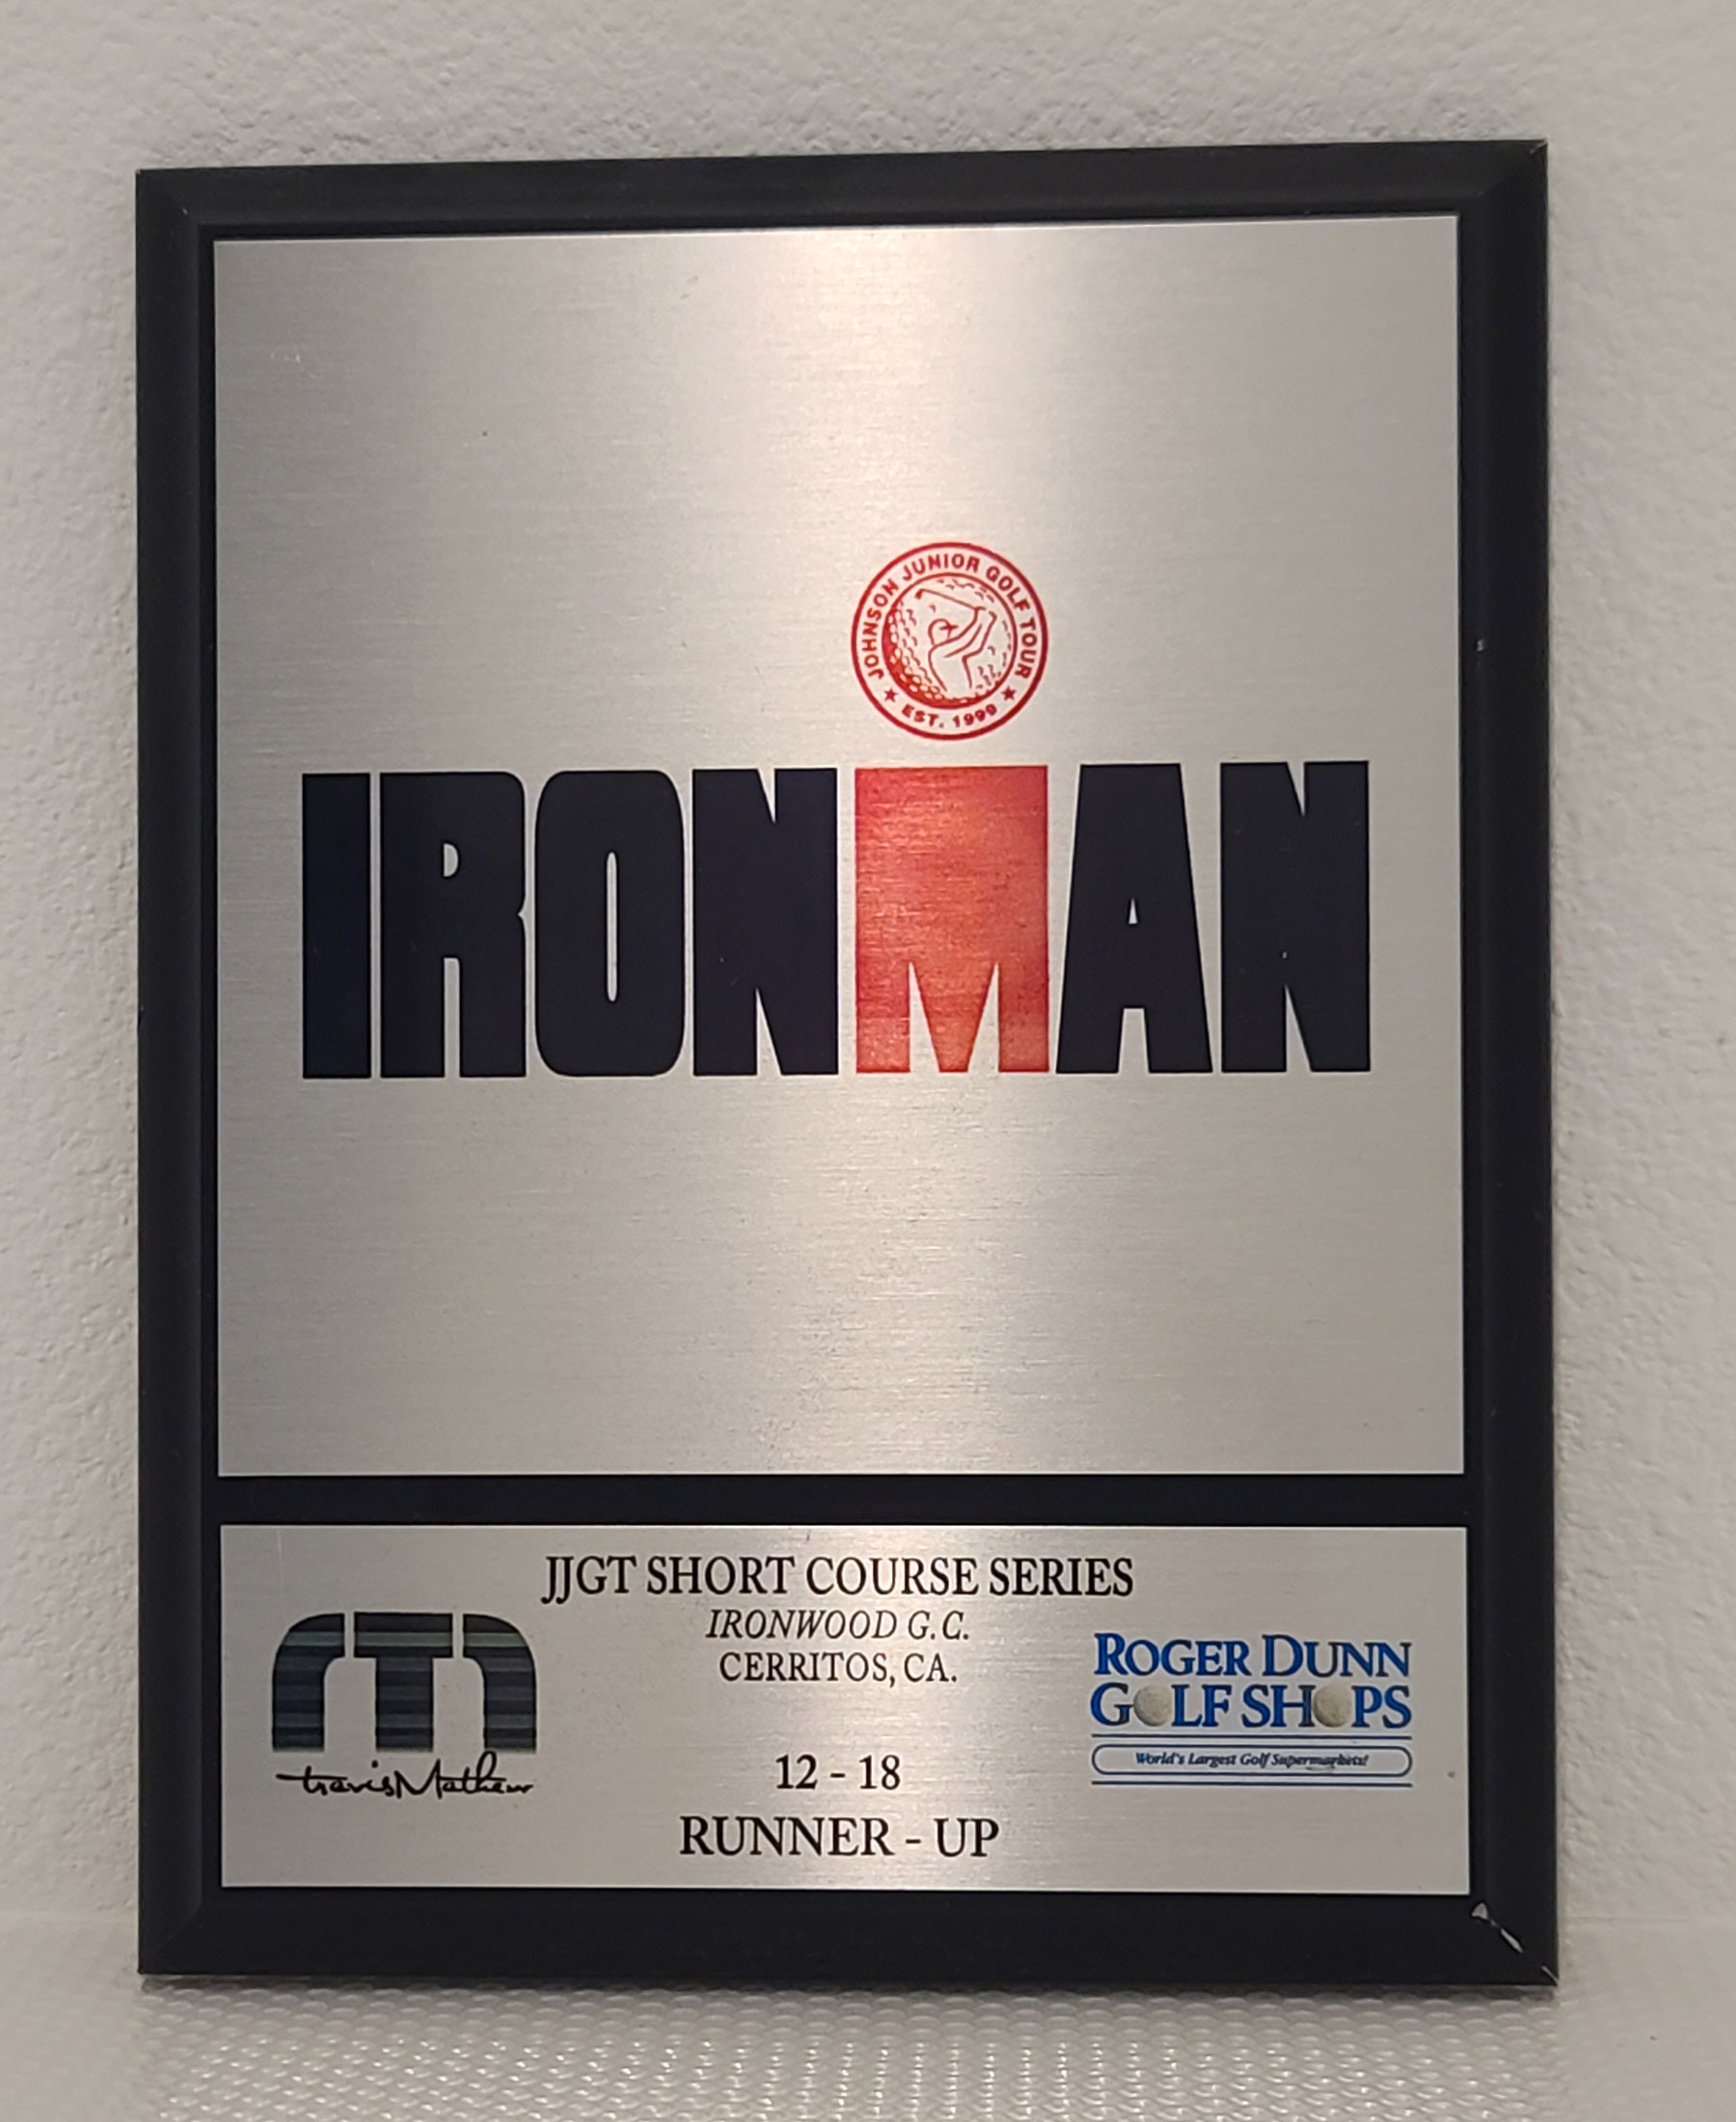 JOHNSON JUNIOR GOLF TOUR
★ EST. 1999 ★
IRONMAN
JJGT SHORT COURSE SERIES
IRONWOOD G.C.
CERRITOS, CA.
travisMathew
ROGER DUNN
GOLF SHOPS
World's Largest Golf Supermarkets!
12 - 18
RUNNER - UP